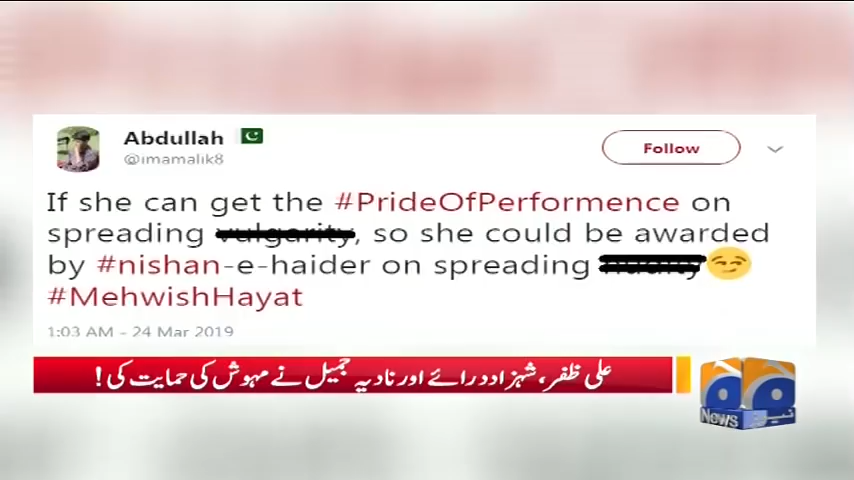 Abdullah
@imamalik8
Follow
If she can get the #PrideOfPerformence on
spreading vulgarity, so she could be awarded
by #nishan-e-haider on spreading
#MehwishHayat
1:03 AM - 24 Mar 2019
علی ظفر، شہزاد رائے اور نادیہ جمیل نے مہوش کی حمایت کی!
GEO
News نیوز